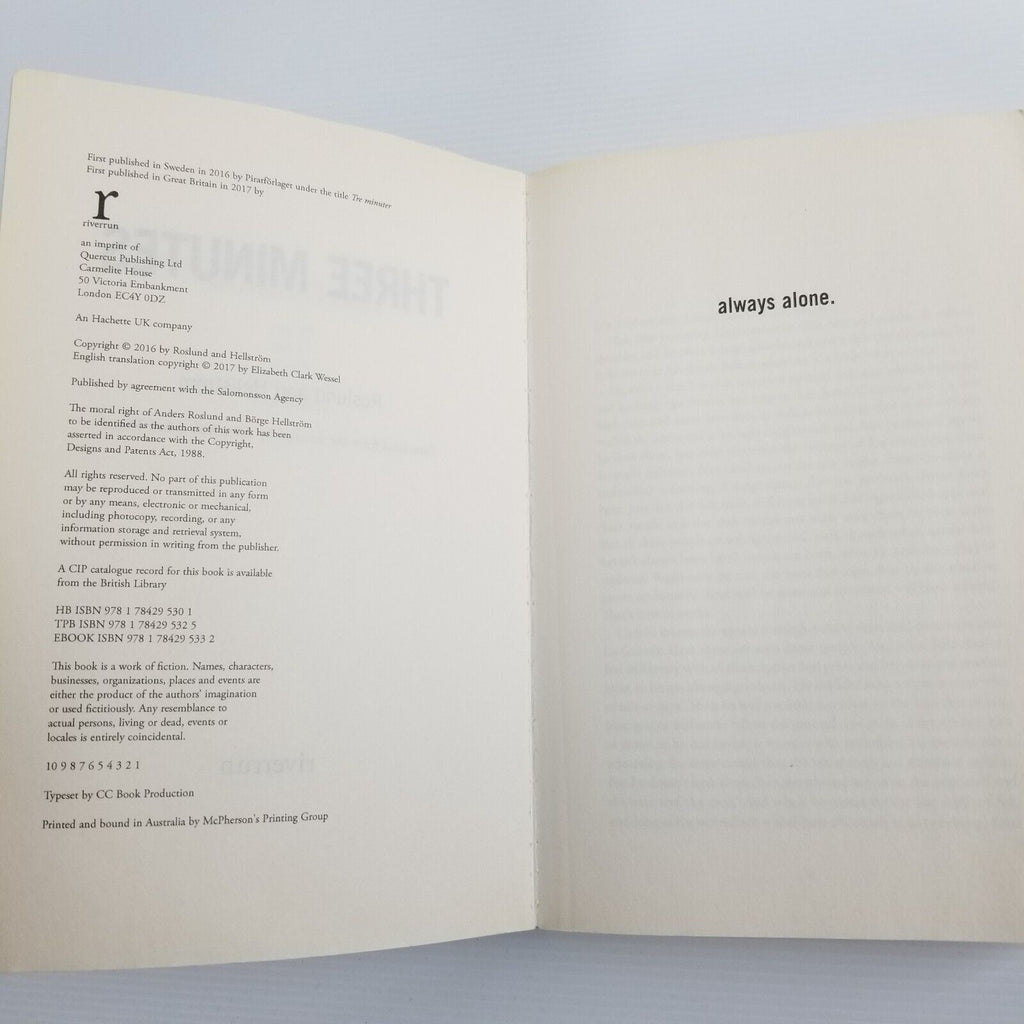 First published in Sweden in 2016 by Piratförlaget under the title Tre minuter
First published in Great Britain in 2017 by
r
riverrun
an imprint of
Quercus Publishing Ltd
Carmelite House
50 Victoria Embankment
London EC4Y 0DZ
An Hachette UK company
Copyright © 2016 by Roslund and Hellström
English translation copyright © 2017 by Elizabeth Clark Wessel
Published by agreement with the Salomonsson Agency
The moral right of Anders Roslund and Börge Hellström
to be identified as the authors of this work has been
asserted in accordance with the Copyright,
Designs and Patents Act, 1988.
All rights reserved. No part of this publication
may be reproduced or transmitted in any form
or by any means, electronic or mechanical,
including photocopy, recording, or any
information storage and retrieval system,
without permission in writing from the publisher.
A CIP catalogue record for this book is available
from the British Library
HB ISBN 978 1 78429 530 1
TPB ISBN 978 1 78429 532 5
EBOOK ISBN 978 1 78429 533 2
This book is a work of fiction. Names, characters,
businesses, organizations, places and events are
either the product of the authors' imagination
or used fictitiously. Any resemblance to
actual persons, living or dead, events or
locales is entirely coincidental.
10 9 8 7 6 5 4 3 2 1
Typeset by CC Book Production
Printed and bound in Australia by McPherson's Printing Group
always alone.